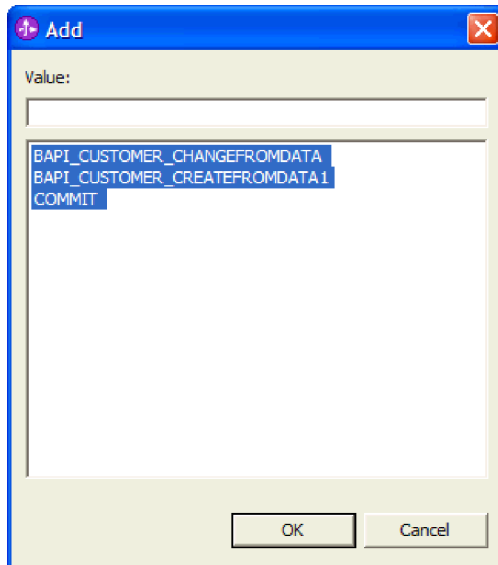 Add
Value:
BAPI_CUSTOMER_CHANGEFROMDATA
BAPI_CUSTOMER_CREATEFROMDATA1
COMMIT
OK
Cancel